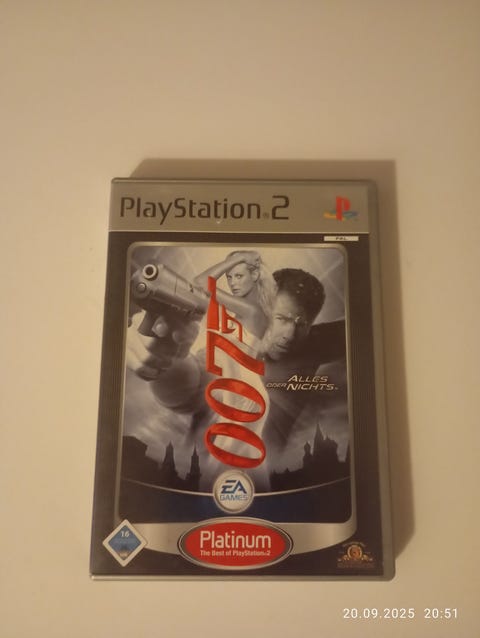 PlayStation 2
PAL
007
ALLES
ODER NICHTS
EA
GAMES
16
Platinum
The Best of PlayStation 2
20.09.2025 20:51